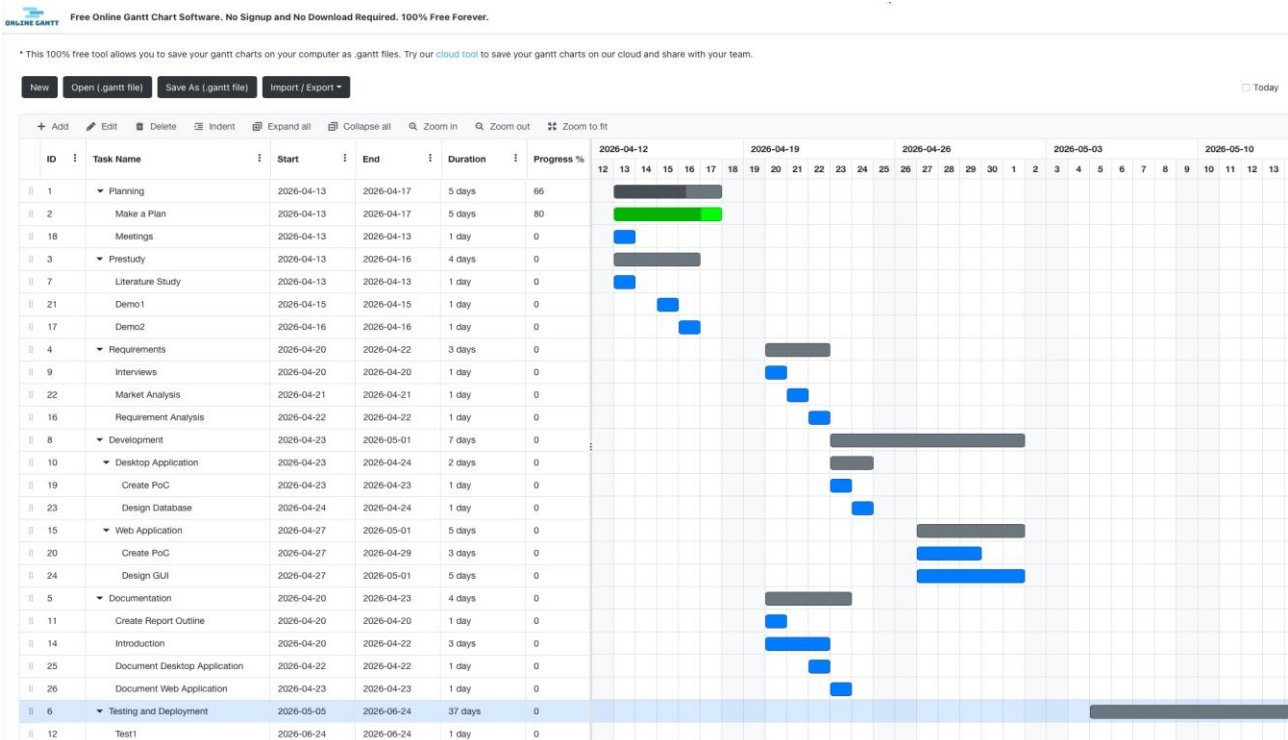 ONLINE GANTT
Free Online Gantt Chart Software. No Signup and No Download Required. 100% Free Forever.
* This 100% free tool allows you to save your gantt charts on your computer as .gantt files. Try our cloud tool to save your gantt charts on our cloud and share with your team.
New Open (.gantt file) Save As (.gantt file) Import / Export Today
+ Add Edit Delete Indent Expand all Collapse all Zoom in Zoom out Zoom to fit
2026-04-12 2026-04-19 2026-04-26 2026-05-03 2026-05-10
ID Task Name Start End Duration Progress %
12 13 14 15 16 17 18 19 20 21 22 23 24 25 26 27 28 29 30 1 2 3 4 5 6 7 8 9 10 11 12 13
1 Planning 2026-04-13 2026-04-17 5 days 66
2 Make a Plan 2026-04-13 2026-04-17 5 days 80
18 Meetings 2026-04-13 2026-04-13 1 day 0
3 Prestudy 2026-04-13 2026-04-16 4 days 0
7 Literature Study 2026-04-13 2026-04-13 1 day 0
21 Demo1 2026-04-15 2026-04-15 1 day 0
17 Demo2 2026-04-16 2026-04-16 1 day 0
4 Requirements 2026-04-20 2026-04-22 3 days 0
9 Interviews 2026-04-20 2026-04-20 1 day 0
22 Market Analysis 2026-04-21 2026-04-21 1 day 0
16 Requirement Analysis 2026-04-22 2026-04-22 1 day 0
8 Development 2026-04-23 2026-05-01 7 days 0
10 Desktop Application 2026-04-23 2026-04-24 2 days 0
19 Create PoC 2026-04-23 2026-04-23 1 day 0
23 Design Database 2026-04-24 2026-04-24 1 day 0
15 Web Application 2026-04-27 2026-05-01 5 days 0
20 Create PoC 2026-04-27 2026-04-29 3 days 0
24 Design GUI 2026-04-27 2026-05-01 5 days 0
5 Documentation 2026-04-20 2026-04-23 4 days 0
11 Create Report Outline 2026-04-20 2026-04-20 1 day 0
14 Introduction 2026-04-20 2026-04-22 3 days 0
25 Document Desktop Application 2026-04-22 2026-04-22 1 day 0
26 Document Web Application 2026-04-23 2026-04-23 1 day 0
6 Testing and Deployment 2026-05-05 2026-06-24 37 days 0
12 Test1 2026-06-24 2026-06-24 1 day 0